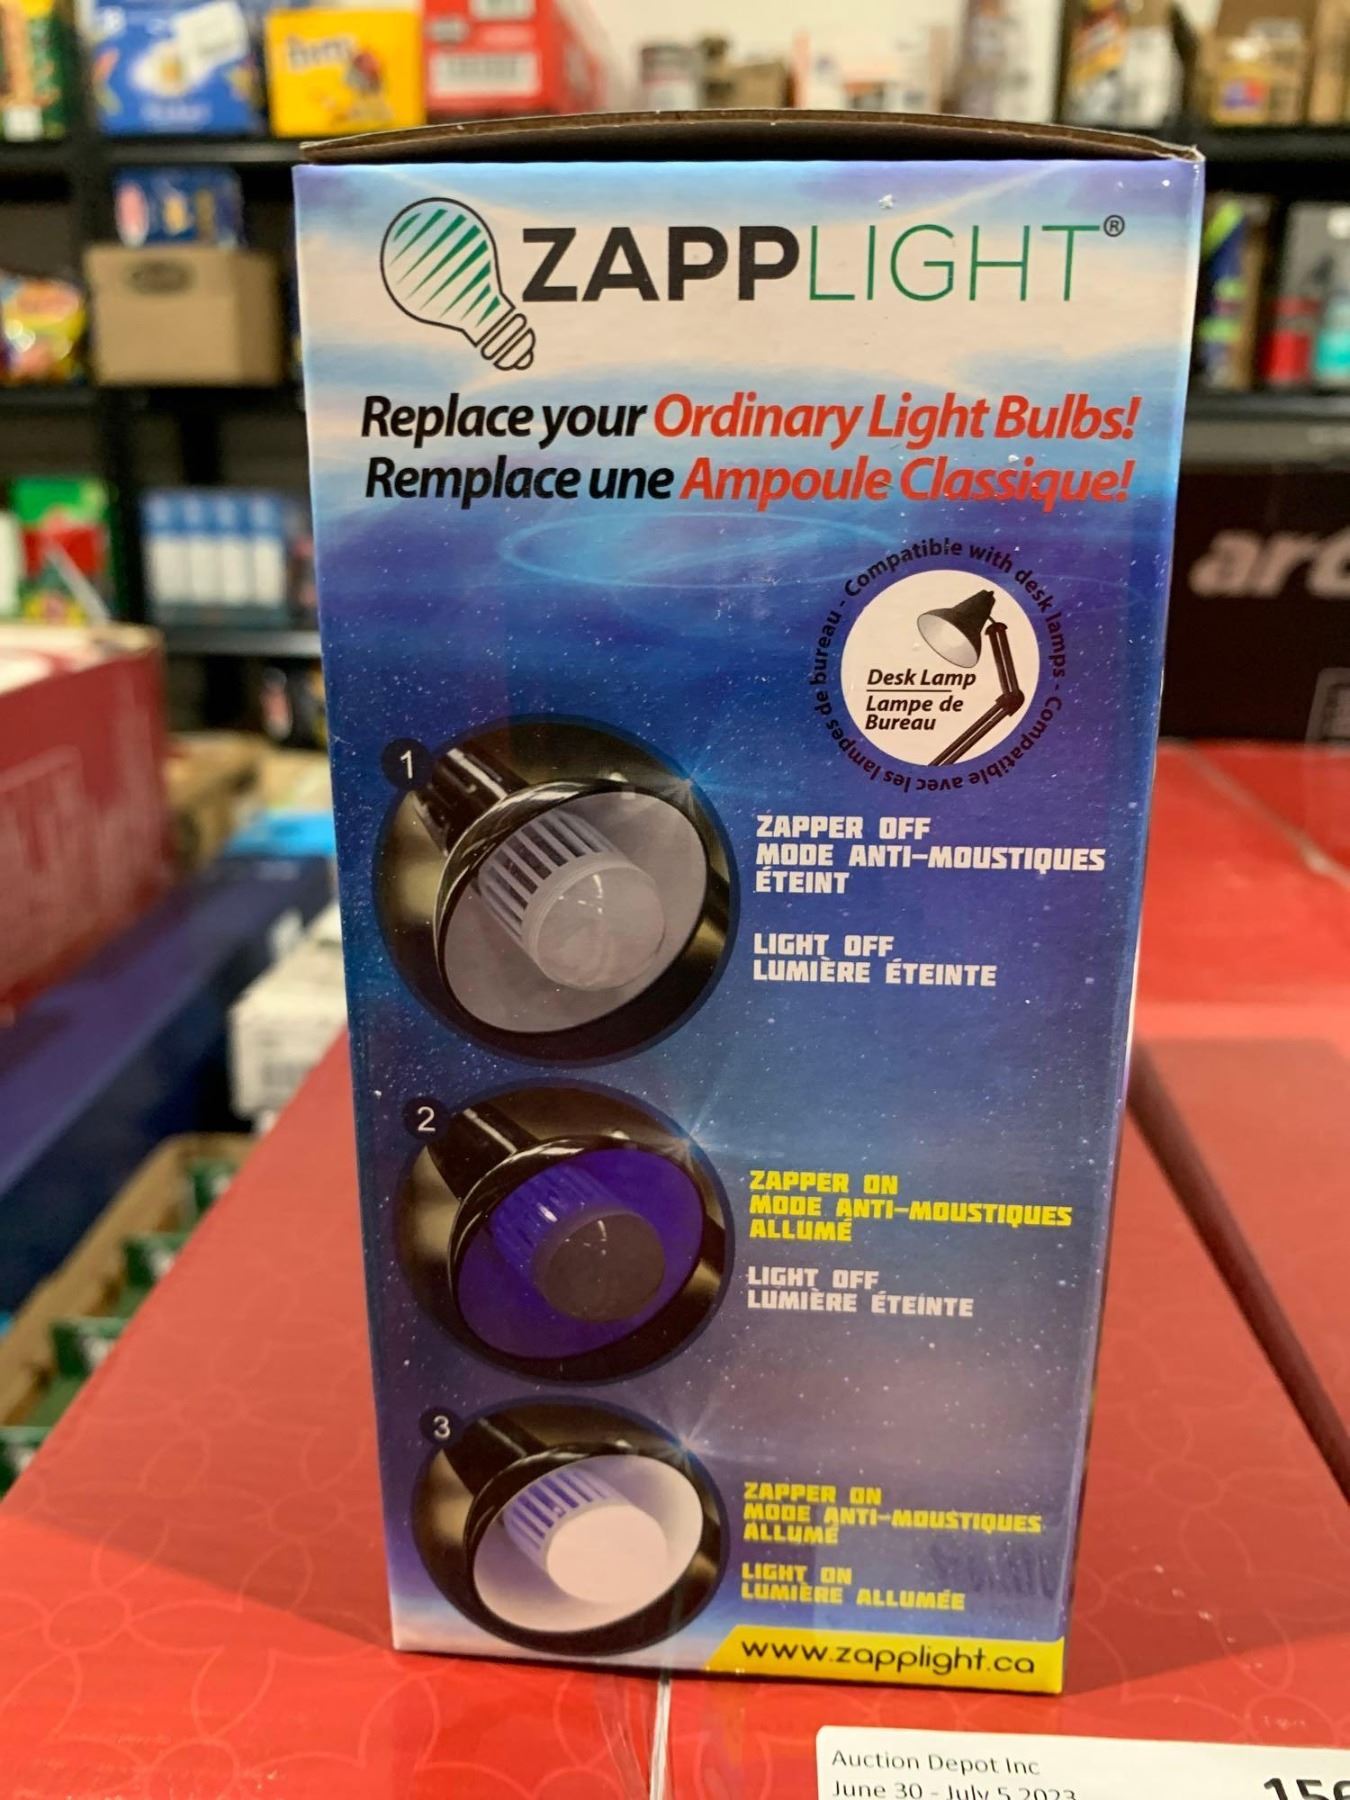 ZAPPLIGHT®
Replace your Ordinary Light Bulbs!
Remplace une Ampoule Classique!
Compatible with desk lamps - Compatible avec les lampes de bureau -
Desk Lamp
Lampe de
Bureau
1
ZAPPER OFF
MODE ANTI-MOUSTIQUES
ÉTEINT
LIGHT OFF
LUMIÈRE ÉTEINTE
2
ZAPPER ON
MODE ANTI-MOUSTIQUES
ALLUMÉ
LIGHT OFF
LUMIÈRE ÉTEINTE
3
ZAPPER ON
MODE ANTI-MOUSTIQUES
ALLUMÉ
LIGHT ON
LUMIÈRE ALLUMÉE
www.zapplight.ca
Auction Depot Inc
June 30 - July 5 2023